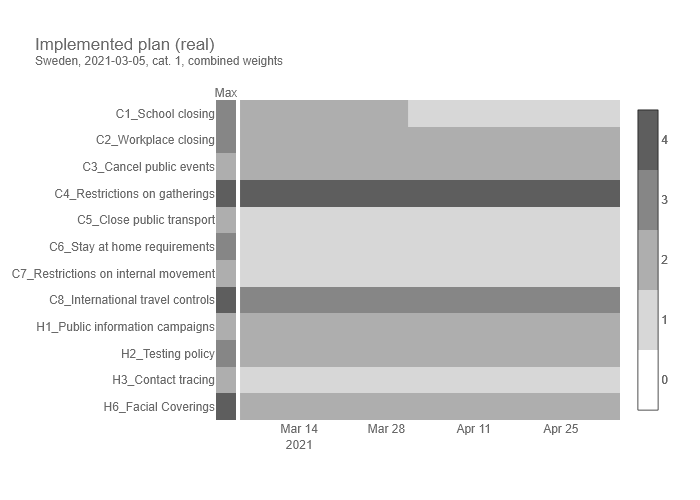 Implemented plan (real)
Sweden, 2021-03-05, cat. 1, combined weights
Max
C1_School closing
C2_Workplace closing
C3_Cancel public events
C4_Restrictions on gatherings
C5_Close public transport
C6_Stay at home requirements
C7_Restrictions on internal movement
C8_International travel controls
H1_Public information campaigns
H2_Testing policy
H3_Contact tracing
H6_Facial Coverings
4
3
2
1
0
Mar 14 Mar 28 Apr 11 Apr 25
2021